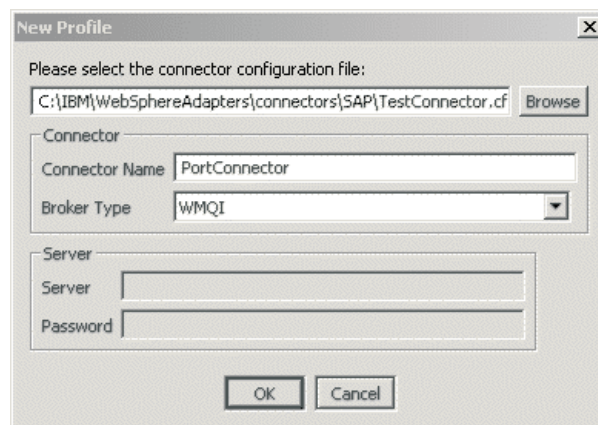 New Profile
Please select the connector configuration file:
C:\IBM\WebSphereAdapters\connectors\SAP\TestConnector.cf Browse
Connector
Connector Name PortConnector
Broker Type WMQI
Server
Server
Password
OK Cancel